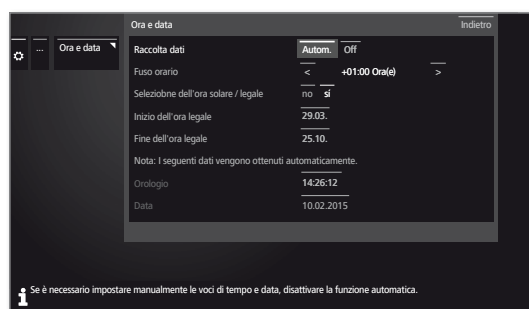 Ora e data Indietro
... Ora e data
Raccolta dati Autom. Off
Fuso orario < +01:00 Ora(e) >
Seleziobne dell'ora solare / legale no sí
Inizio dell'ora legale 29.03.
Fine dell'ora legale 25.10.
Nota: I seguenti dati vengono ottenuti automaticamente.
Orologio 14:26:12
Data 10.02.2015
Se è necessario impostare manualmente le voci di tempo e data, disattivare la funzione automatica.